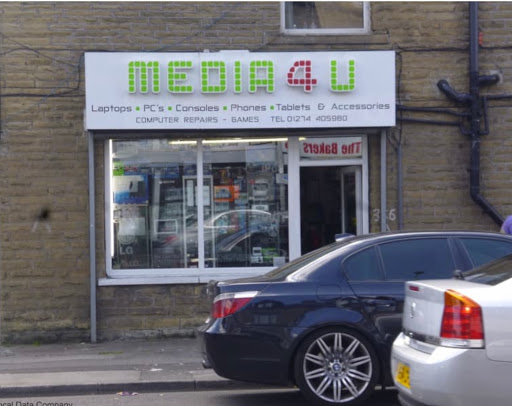 MEDIA 4 U
Laptops ▪ PC's ▪ Consoles ▪ Phones ▪ Tablets & Accessories
COMPUTER REPAIRS - GAMES TEL 01274 405980
The Bakers
LG
ocal Data Company